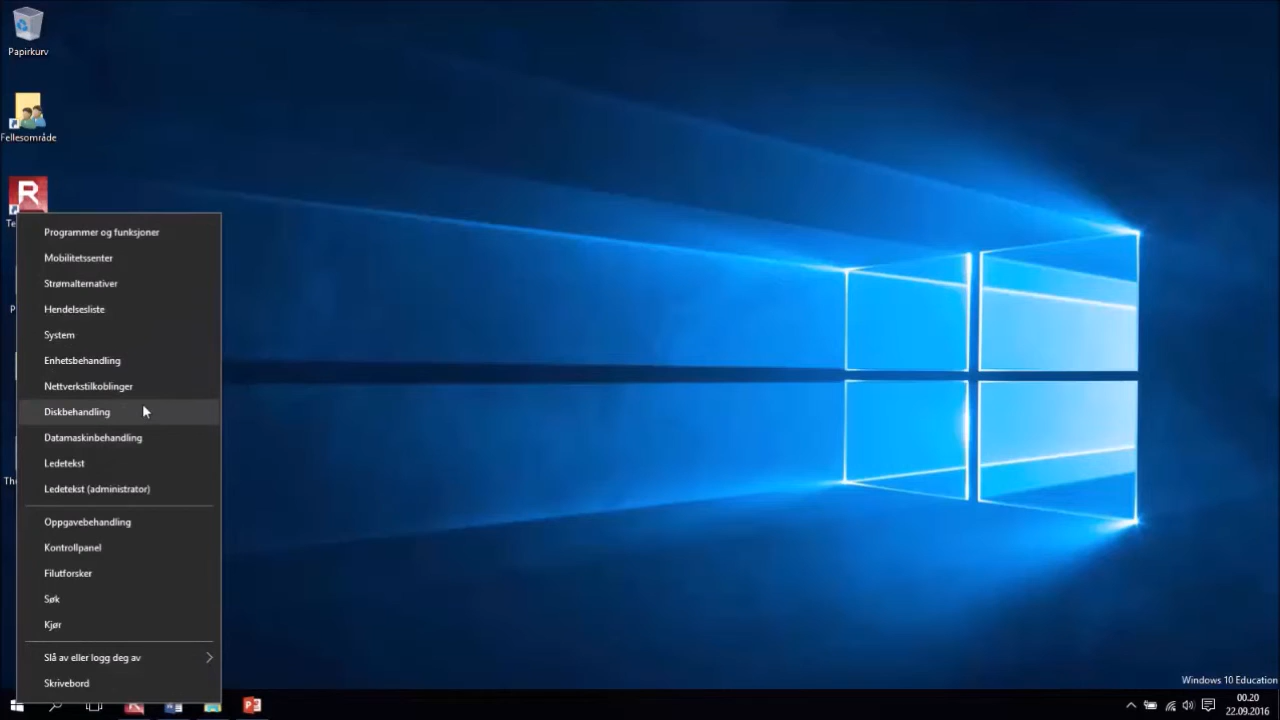 Papirkurv
Fellesområde
R
Programmer og funksjoner
Mobilitetssenter
Strømalternativer
Hendelsesliste
System
Enhetsbehandling
Nettverkstilkoblinger
Diskbehandling
Datamaskinbehandling
Ledetekst
Ledetekst (administrator)
Oppgavebehandling
Kontrollpanel
Filutforsker
Søk
Kjør
Slå av eller logg deg av
Skrivebord
Windows 10 Education
00.20
22.09.2016